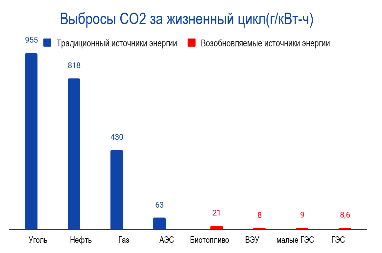 Выбросы CO2 за жизненный цикл(г/кВт-ч)
Традиционный источники энергии Возобновляемые источники энергии
955
818
430
63
21
8
9
8,6
Уголь Нефть Газ АЭС Биотопливо ВЭУ малые ГЭС ГЭС